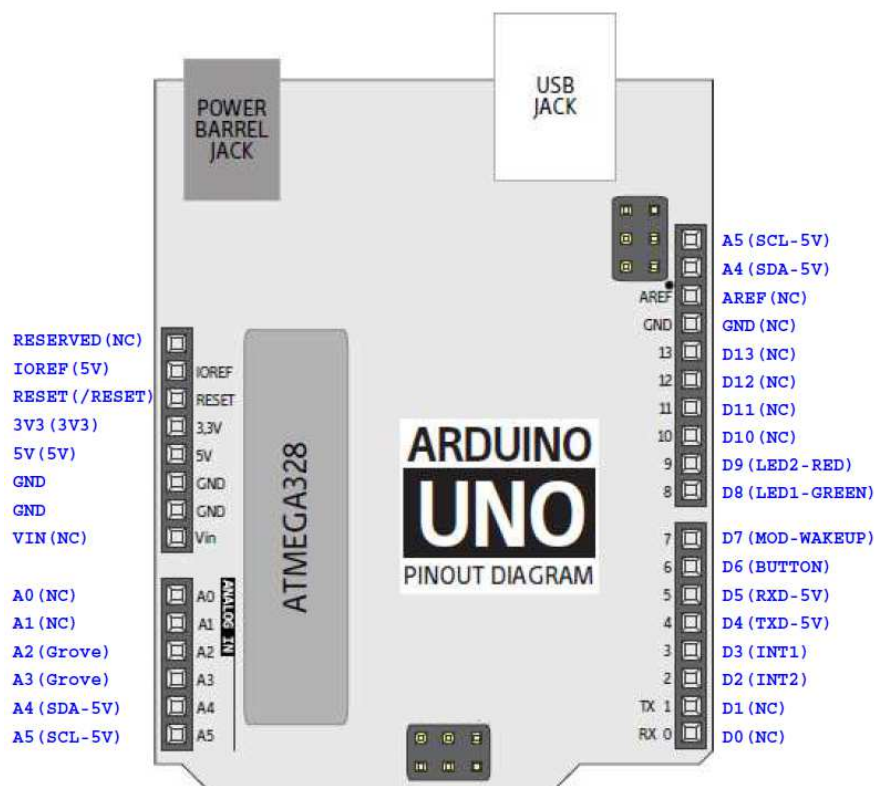 POWER
BARREL
JACK
USB
JACK
RESERVED(NC)
IOREF(5V)
RESET(/RESET)
3V3(3V3)
5V(5V)
GND
GND
VIN(NC)
A0(NC)
A1(NC)
A2(Grove)
A3(Grove)
A4(SDA-5V)
A5(SCL-5V)
IOREF
RESET
3,3V
5V
GND
GND
Vin
A0
A1
A2
A3
A4
A5
ANALOG IN
ATMEGA328
ARDUINO
UNO
PINOUT DIAGRAM
AREF
GND
13
12
11
10
9
8
7
6
5
4
3
2
TX 1
RX 0
A5(SCL-5V)
A4(SDA-5V)
AREF(NC)
GND(NC)
D13(NC)
D12(NC)
D11(NC)
D10(NC)
D9(LED2-RED)
D8(LED1-GREEN)
D7(MOD-WAKEUP)
D6(BUTTON)
D5(RXD-5V)
D4(TXD-5V)
D3(INT1)
D2(INT2)
D1(NC)
D0(NC)